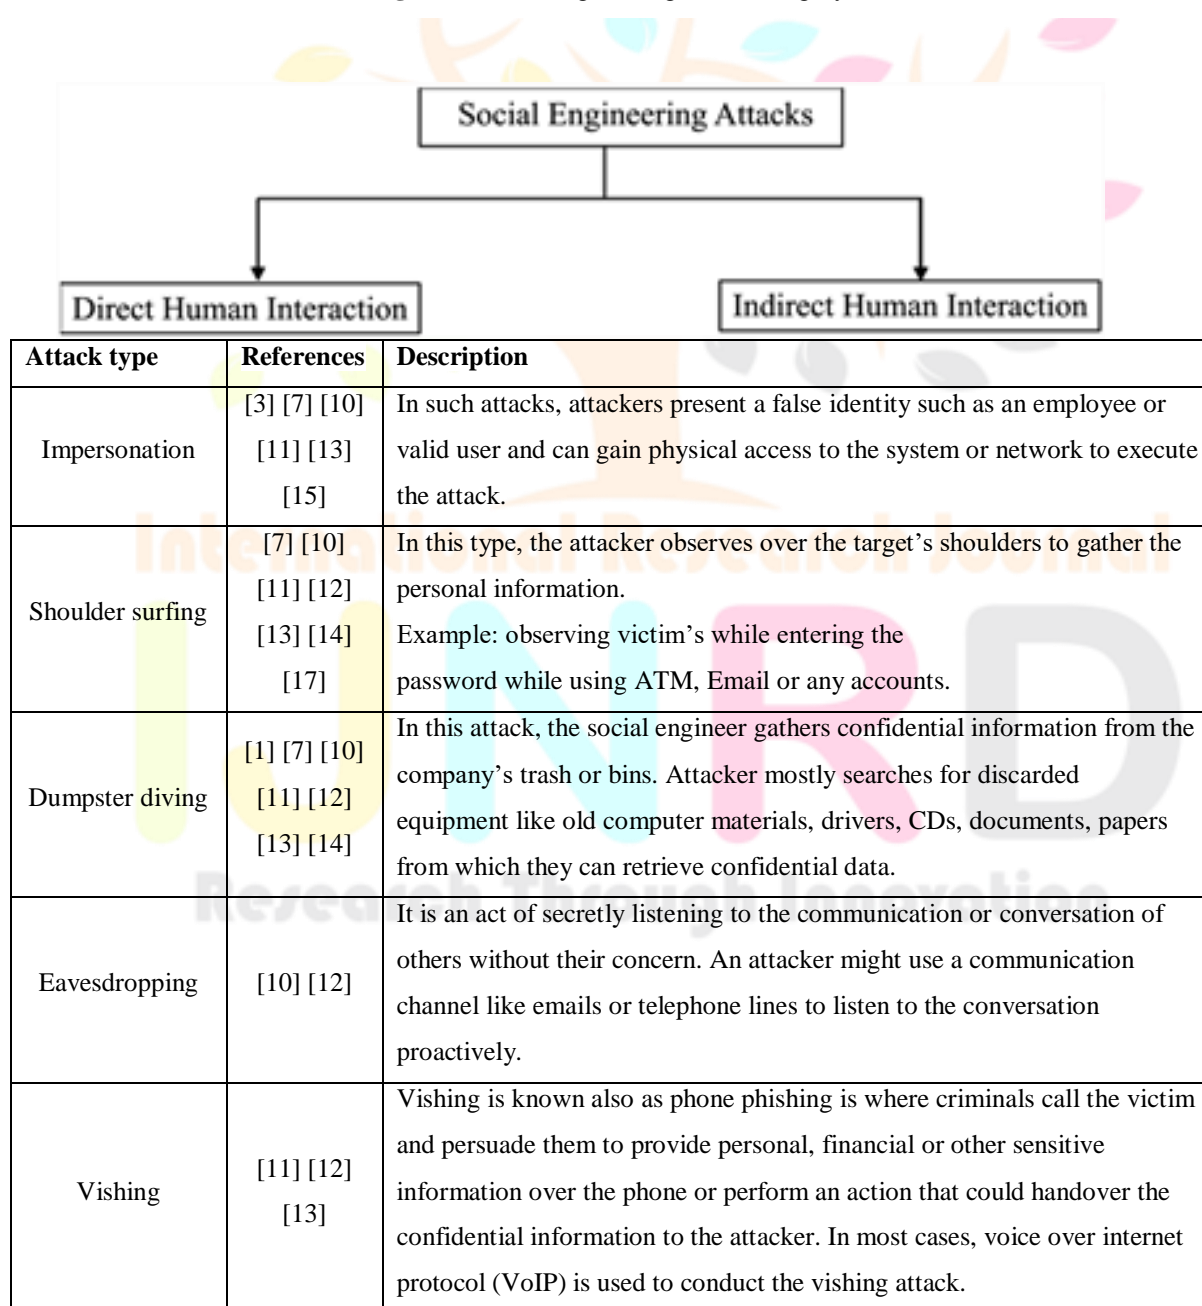 Social Engineering Attacks
Direct Human Interaction
Indirect Human Interaction
Attack type References Description
Impersonation
[3] [7] [10]
[11] [13]
[15]
In such attacks, attackers present a false identity such as an employee or
valid user and can gain physical access to the system or network to execute
the attack.
Shoulder surfing
[7] [10]
[11] [12]
[13] [14]
[17]
In this type, the attacker observes over the target’s shoulders to gather the
personal information.
Example: observing victim’s while entering the
password while using ATM, Email or any accounts.
Dumpster diving
[1] [7] [10]
[11] [12]
[13] [14]
In this attack, the social engineer gathers confidential information from the
company’s trash or bins. Attacker mostly searches for discarded
equipment like old computer materials, drivers, CDs, documents, papers
from which they can retrieve confidential data.
Eavesdropping
[10] [12]
It is an act of secretly listening to the communication or conversation of
others without their concern. An attacker might use a communication
channel like emails or telephone lines to listen to the conversation
proactively.
Vishing
[11] [12]
[13]
Vishing is known also as phone phishing is where criminals call the victim
and persuade them to provide personal, financial or other sensitive
information over the phone or perform an action that could handover the
confidential information to the attacker. In most cases, voice over internet
protocol (VoIP) is used to conduct the vishing attack.
International Research Journal
IJNRD
Research Through Innovation